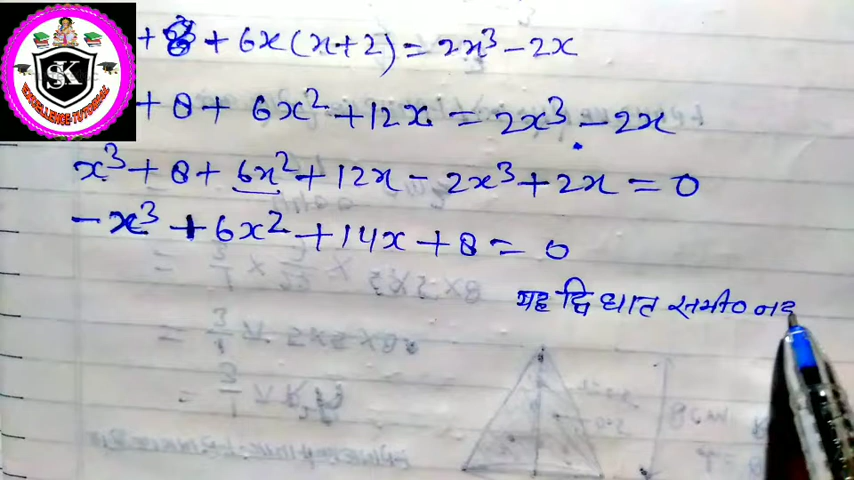 SK
EXCELLENCE TUTORIAL
+ 8 + 6x(x+2) = 2x³ - 2x
+ 8 + 6x² + 12x = 2x³ - 2x
x³ + 8 + 6x² + 12x - 2x³ + 2x = 0
-x³ + 6x² + 14x + 8 = 0
यह द्वि घात समी० नह